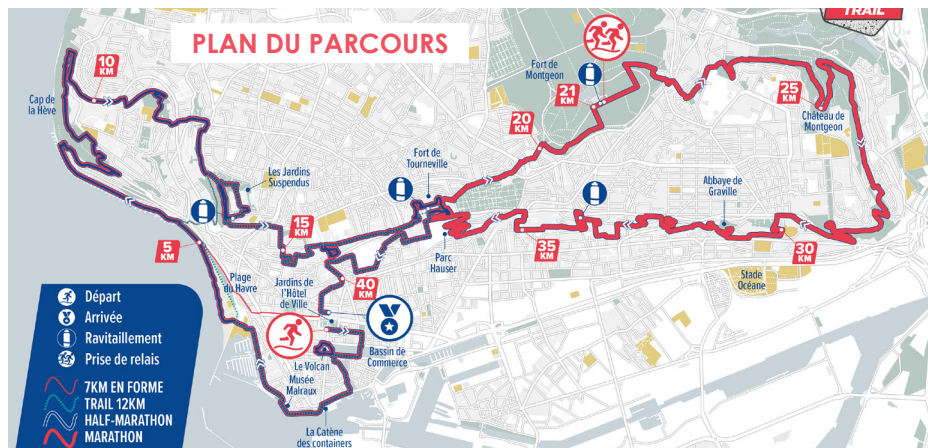 TRAIL
PLAN DU PARCOURS
10
KM
Cap de
la Hève
Fort de
Montgeon
21
KM
25
KM
Château de
Montgeon
20
KM
Les Jardins
Suspendus
Fort de
Tourneville
Abbaye de
Graville
15
KM
5
KM
35
KM
30
KM
Parc
Hauser
40
KM
Plage
du Havre
Jardins de
l'Hôtel
de Ville
Stade
Océane
Bassin de
Commerce
Le Volcan
Musée
Malraux
La Catène
des containers
Départ
Arrivée
Ravitaillement
Prise de relais
7KM EN FORME
TRAIL 12KM
HALF-MARATHON
MARATHON